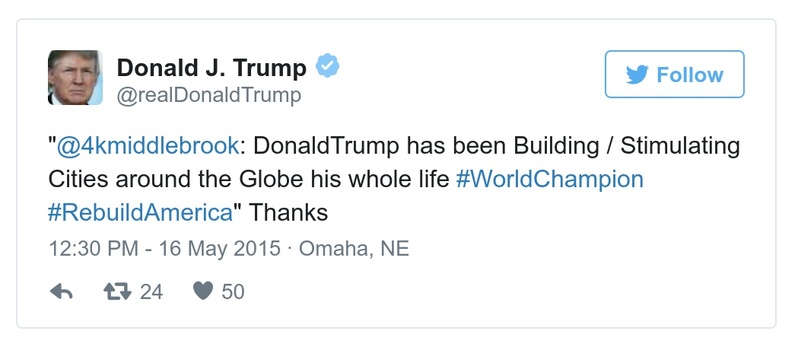 Donald J. Trump
@realDonaldTrump
Follow
"@4kmiddlebrook: DonaldTrump has been Building / Stimulating
Cities around the Globe his whole life #WorldChampion
#RebuildAmerica" Thanks
12:30 PM - 16 May 2015 · Omaha, NE
24 50